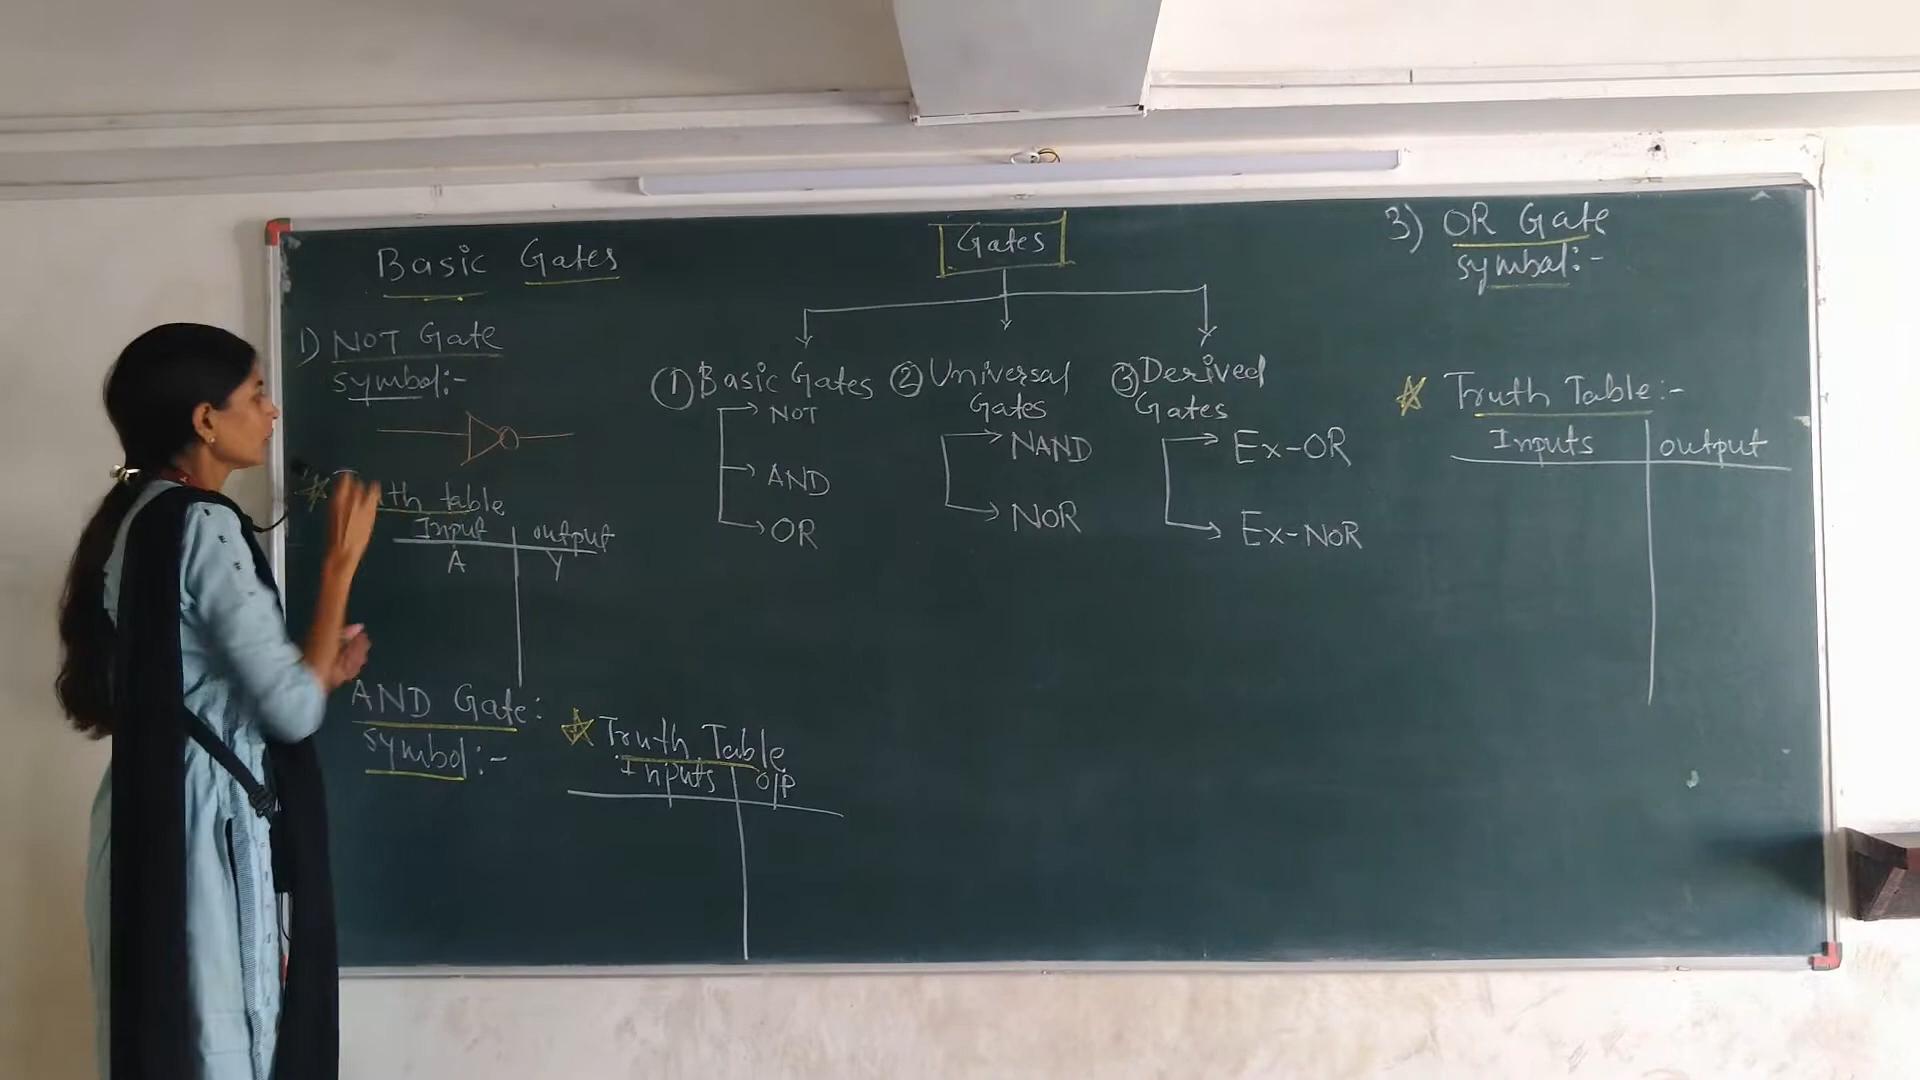 Basic Gates
1) NOT Gate
symbol:-
table
Input output
A Y
AND Gate:
symbol:-
Truth Table
Inputs O/P
Gates
① Basic Gates
NOT
AND
OR
② Universal
Gates
NAND
NOR
③ Derived
Gates
Ex-OR
Ex-NOR
3) OR Gate
symbol:-
Truth Table:-
Inputs output